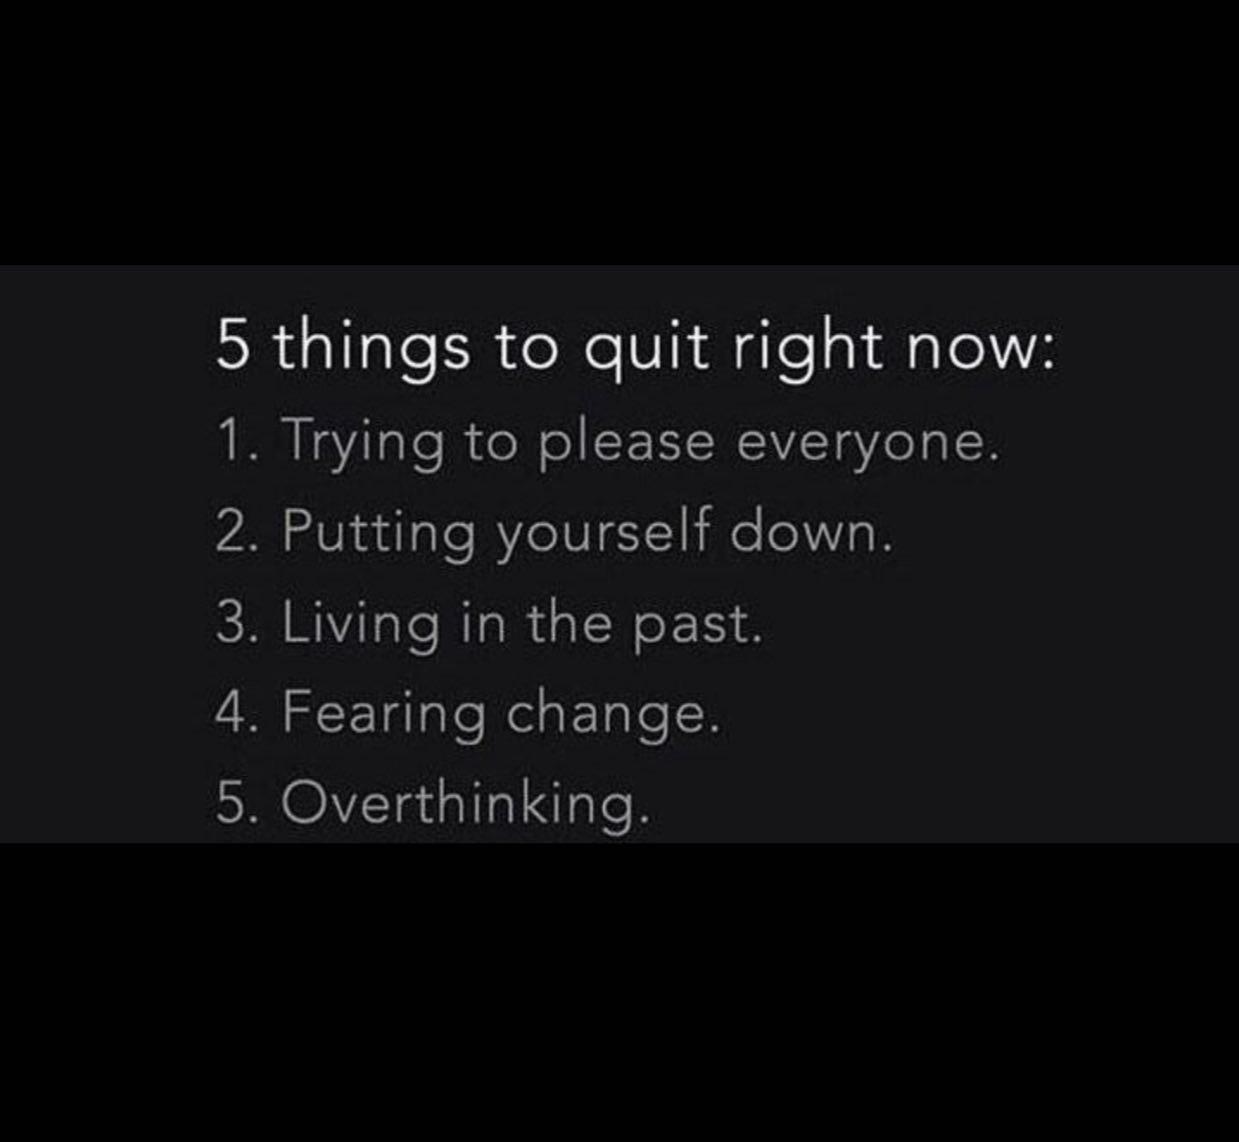 5 things to quit right now:
1. Trying to please everyone.
2. Putting yourself down.
3. Living in the past.
4. Fearing change.
5. Overthinking.